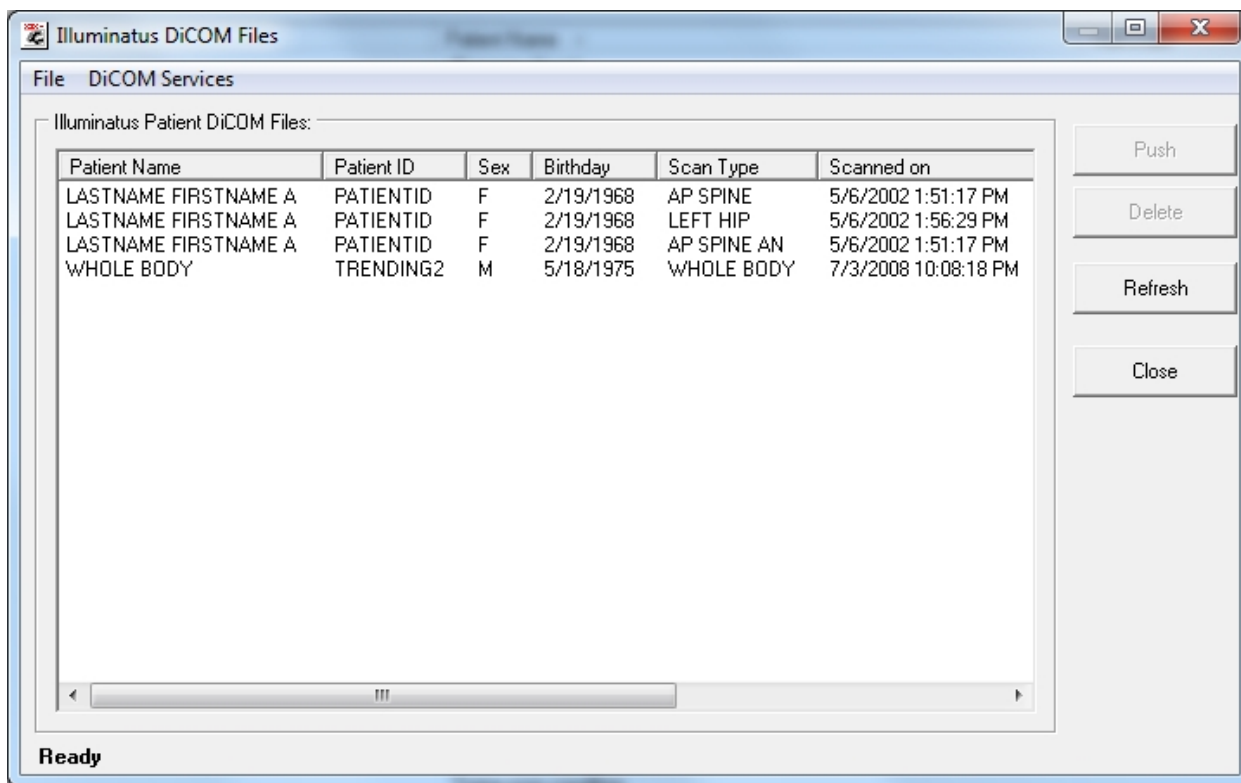 Illuminatus DiCOM Files
File DiCOM Services
Illuminatus Patient DiCOM Files:
Patient Name Patient ID Sex Birthday Scan Type Scanned on
LASTNAME FIRSTNAME A PATIENTID F 2/19/1968 AP SPINE 5/6/2002 1:51:17 PM
LASTNAME FIRSTNAME A PATIENTID F 2/19/1968 LEFT HIP 5/6/2002 1:56:29 PM
LASTNAME FIRSTNAME A PATIENTID F 2/19/1968 AP SPINE AN 5/6/2002 1:51:17 PM
WHOLE BODY TRENDING2 M 5/18/1975 WHOLE BODY 7/3/2008 10:08:18 PM
Push
Delete
Refresh
Close
Ready